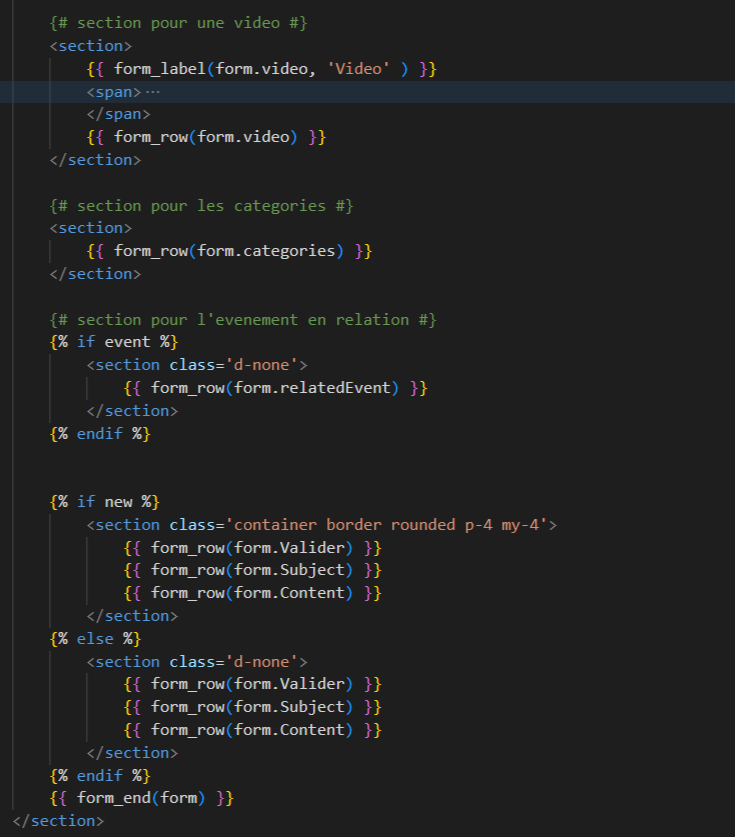 {# section pour une video #}
<section>
{{ form_label(form.video, 'Video' ) }}
<span>…
</span>
{{ form_row(form.video) }}
</section>
{# section pour les categories #}
<section>
{{ form_row(form.categories) }}
</section>
{# section pour l'evenement en relation #}
{% if event %}
<section class='d-none'>
{{ form_row(form.relatedEvent) }}
</section>
{% endif %}
{% if new %}
<section class='container border rounded p-4 my-4'>
{{ form_row(form.Valider) }}
{{ form_row(form.Subject) }}
{{ form_row(form.Content) }}
</section>
{% else %}
<section class='d-none'>
{{ form_row(form.Valider) }}
{{ form_row(form.Subject) }}
{{ form_row(form.Content) }}
</section>
{% endif %}
{{ form_end(form) }}
</section>